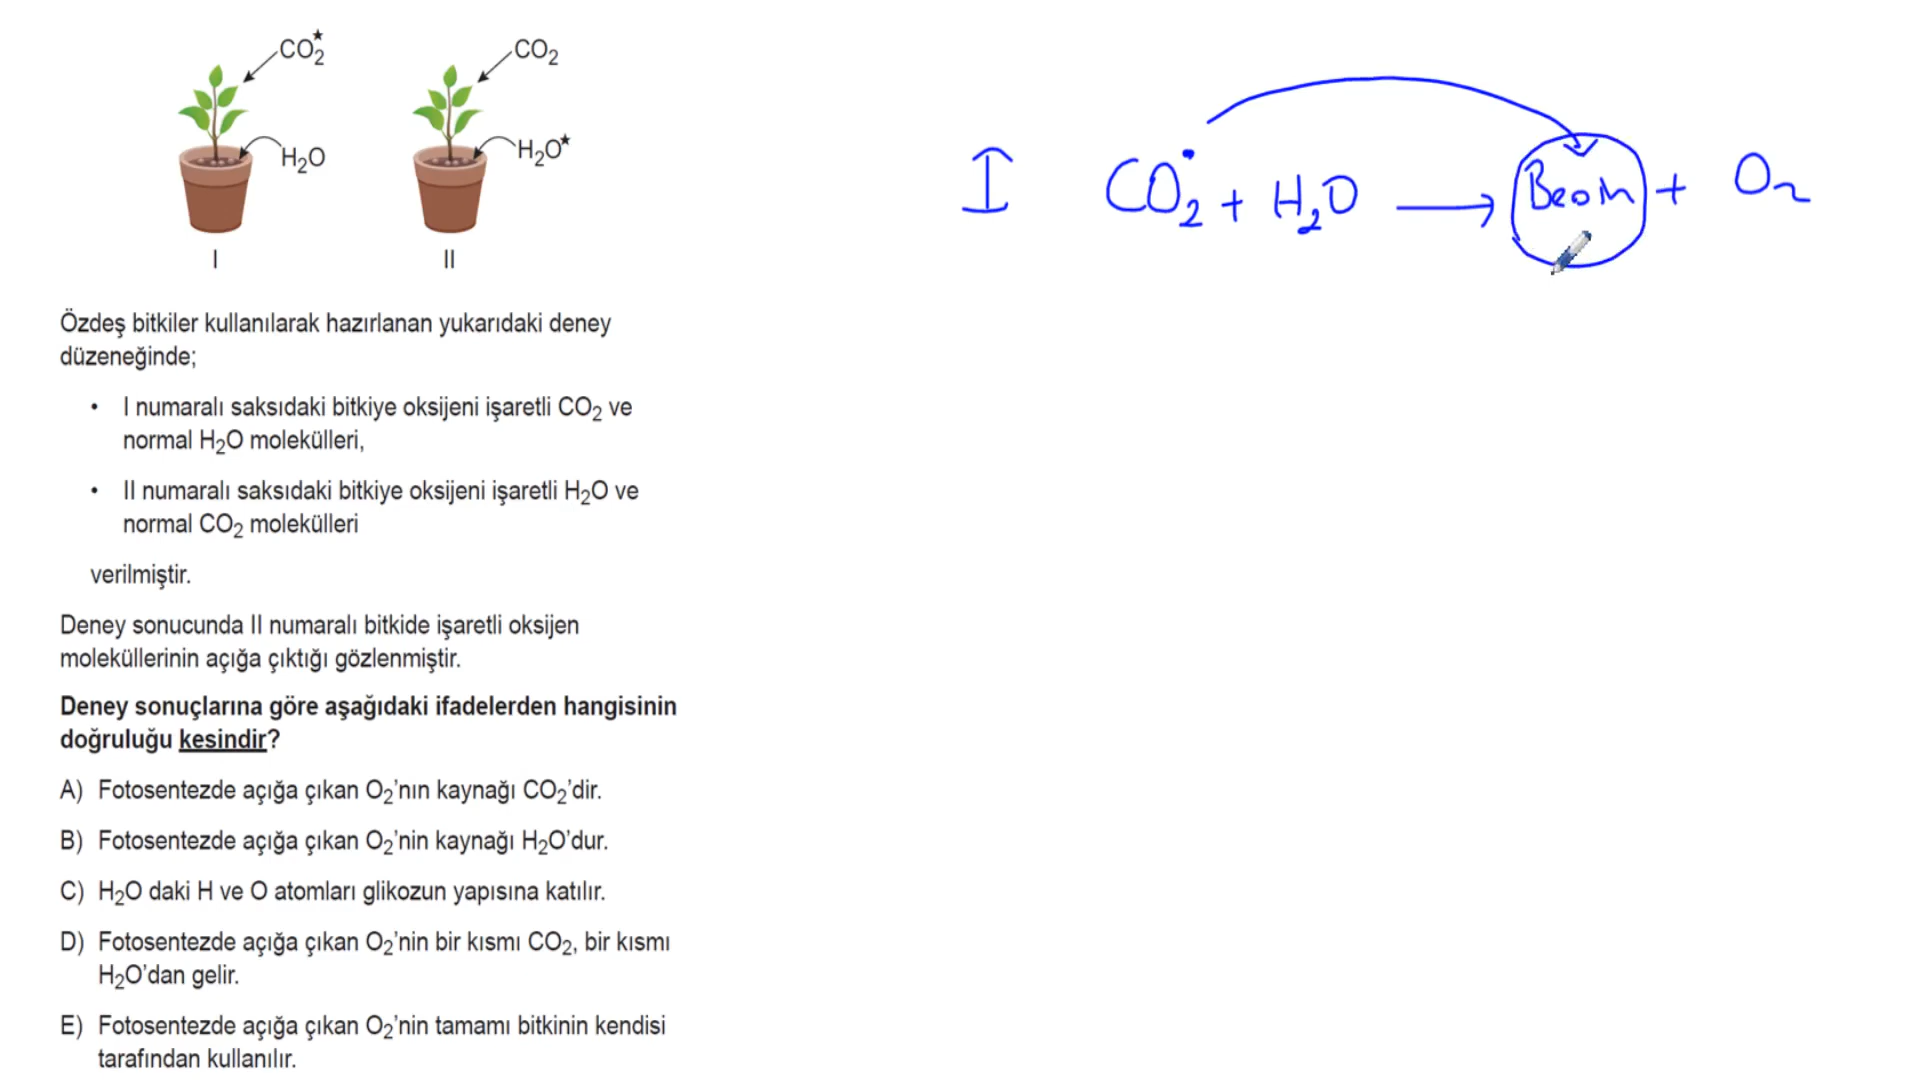 CO₂★
H₂O
I
CO₂
H₂O★
II
Özdeş bitkiler kullanılarak hazırlanan yukarıdaki deney
düzeneğinde;
• I numaralı saksıdaki bitkiye oksijeni işaretli CO₂ ve
normal H₂O molekülleri,
• II numaralı saksıdaki bitkiye oksijeni işaretli H₂O ve
normal CO₂ molekülleri
verilmiştir.
Deney sonucunda II numaralı bitkide işaretli oksijen
moleküllerinin açığa çıktığı gözlenmiştir.
Deney sonuçlarına göre aşağıdaki ifadelerden hangisinin
doğruluğu kesindir?
A) Fotosentezde açığa çıkan O₂’nın kaynağı CO₂’dir.
B) Fotosentezde açığa çıkan O₂’nin kaynağı H₂O’dur.
C) H₂O daki H ve O atomları glikozun yapısına katılır.
D) Fotosentezde açığa çıkan O₂’nin bir kısmı CO₂, bir kısmı
H₂O’dan gelir.
E) Fotosentezde açığa çıkan O₂’nin tamamı bitkinin kendisi
tarafından kullanılır.
I CO₂• + H₂O → Besin + O₂